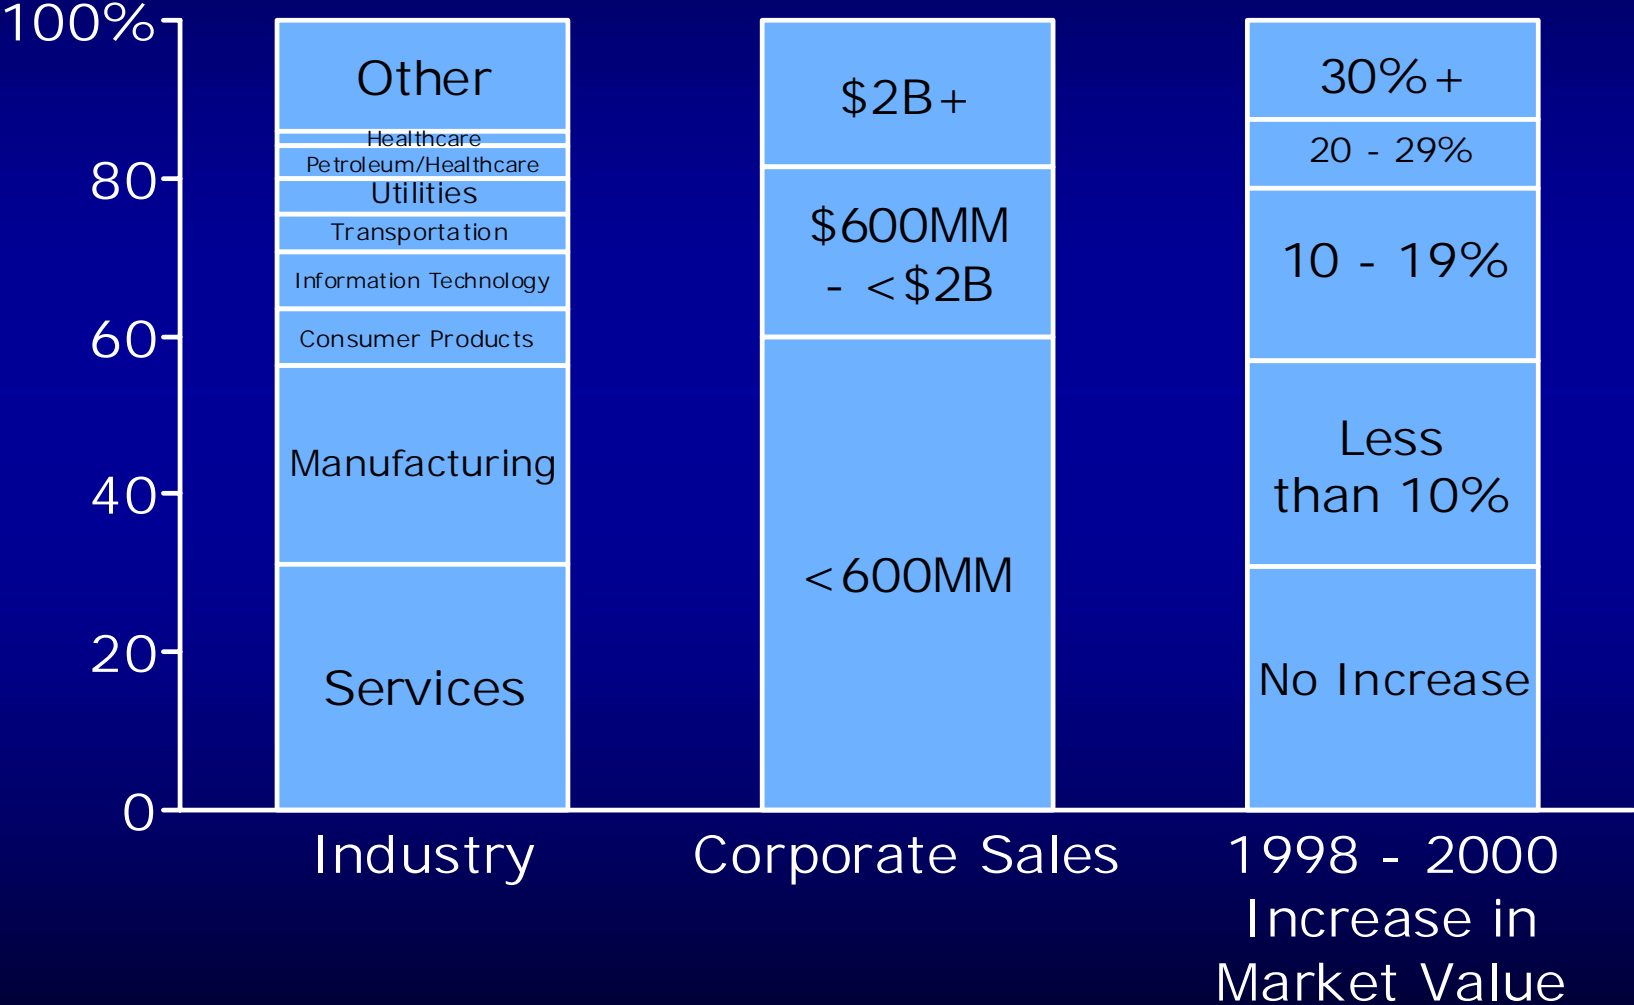 100%
80
60
40
20
0
Other
Healthcare
Petroleum/Healthcare
Utilities
Transportation
Information Technology
Consumer Products
Manufacturing
Services
Industry
$2B+
$600MM
- <$2B
<600MM
Corporate Sales
30%+
20 - 29%
10 - 19%
Less
than 10%
No Increase
1998 - 2000
Increase in
Market Value